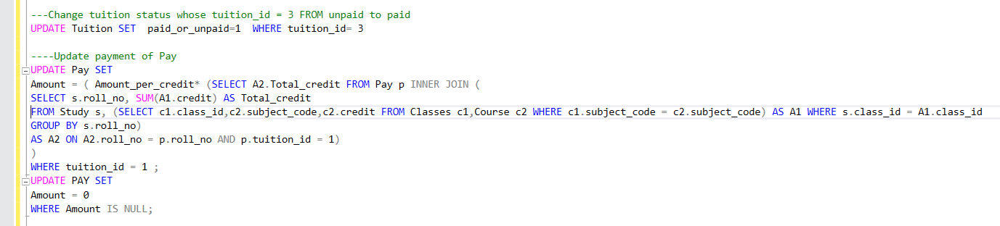 ---Change tuition status whose tuition_id = 3 FROM unpaid to paid
UPDATE Tuition SET  paid_or_unpaid=1  WHERE tuition_id= 3
----Update payment of Pay
UPDATE Pay SET
Amount = ( Amount_per_credit* (SELECT A2.Total_credit FROM Pay p INNER JOIN (
SELECT s.roll_no, SUM(A1.credit) AS Total_credit
FROM Study s, (SELECT c1.class_id,c2.subject_code,c2.credit FROM Classes c1,Course c2 WHERE c1.subject_code = c2.subject_code) AS A1 WHERE s.class_id = A1.class_id
GROUP BY s.roll_no)
AS A2 ON A2.roll_no = p.roll_no AND p.tuition_id = 1)
)
WHERE tuition_id = 1 ;
UPDATE PAY SET
Amount = 0
WHERE Amount IS NULL;